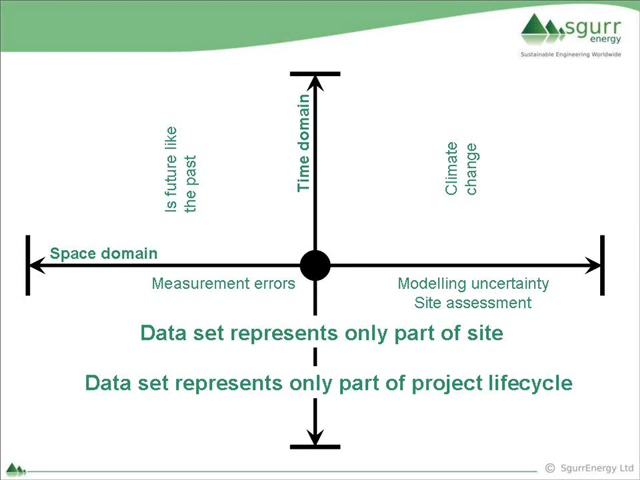 sgurr
energy
Sustainable Engineering Worldwide
Time domain
Is future like
the past
Climate
change
Space domain
Measurement errors
Modelling uncertainty
Site assessment
Data set represents only part of site
Data set represents only part of project lifecycle
© SgurrEnergy Ltd